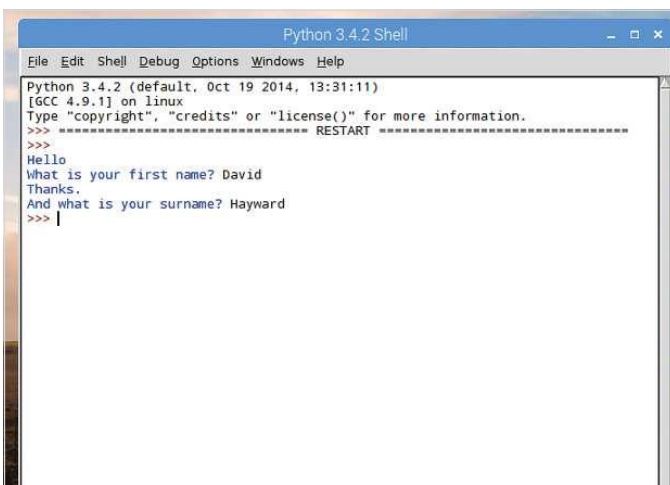 Python 3.4.2 Shell
File Edit Shell Debug Options Windows Help
Python 3.4.2 (default, Oct 19 2014, 13:31:11)
[GCC 4.9.1] on linux
Type "copyright", "credits" or "license()" for more information.
>>> ================================ RESTART ================================
>>>
Hello
What is your first name? David
Thanks.
And what is your surname? Hayward
>>>